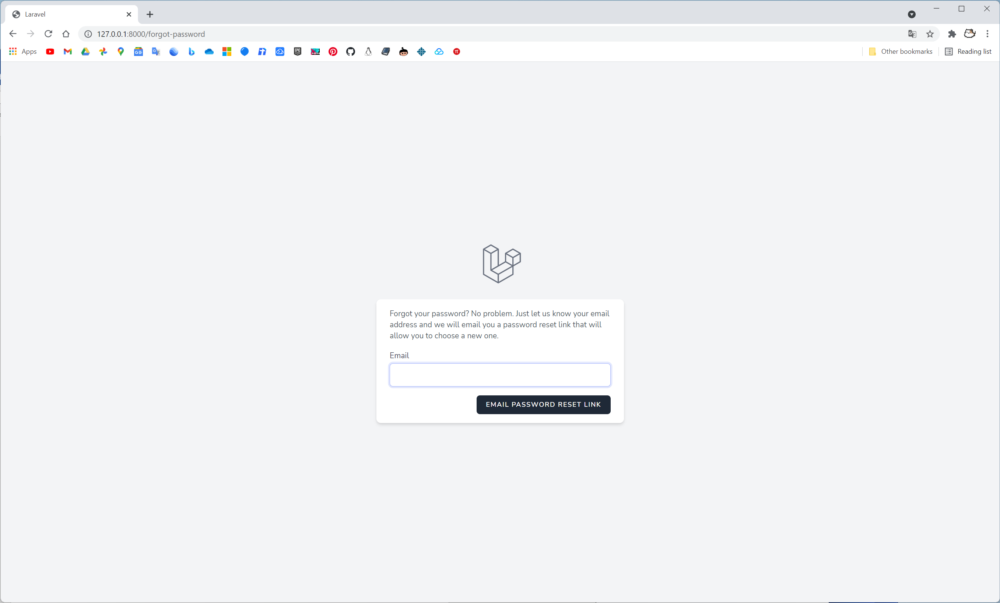 Laravel
127.0.0.1:8000/forgot-password
Apps
EPIC GAMES
Other bookmarks
Reading list
Forgot your password? No problem. Just let us know your email
address and we will email you a password reset link that will
allow you to choose a new one.
Email
EMAIL PASSWORD RESET LINK